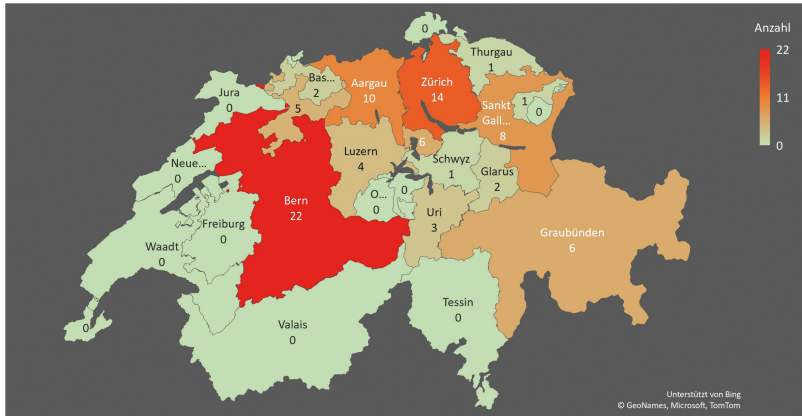 0
Anzahl
22
11
0
Thurgau
1
Zürich
14
Aargau
10
Bas...
2
Jura
0
5
Sankt
Gall...
8
1
0
6
Luzern
4
Schwyz
1
Glarus
2
Neue...
0
O...
0
0
Bern
22
Uri
3
Freiburg
0
Graubünden
6
Waadt
0
Tessin
0
Valais
0
0
Unterstützt von Bing
© GeoNames, Microsoft, TomTom